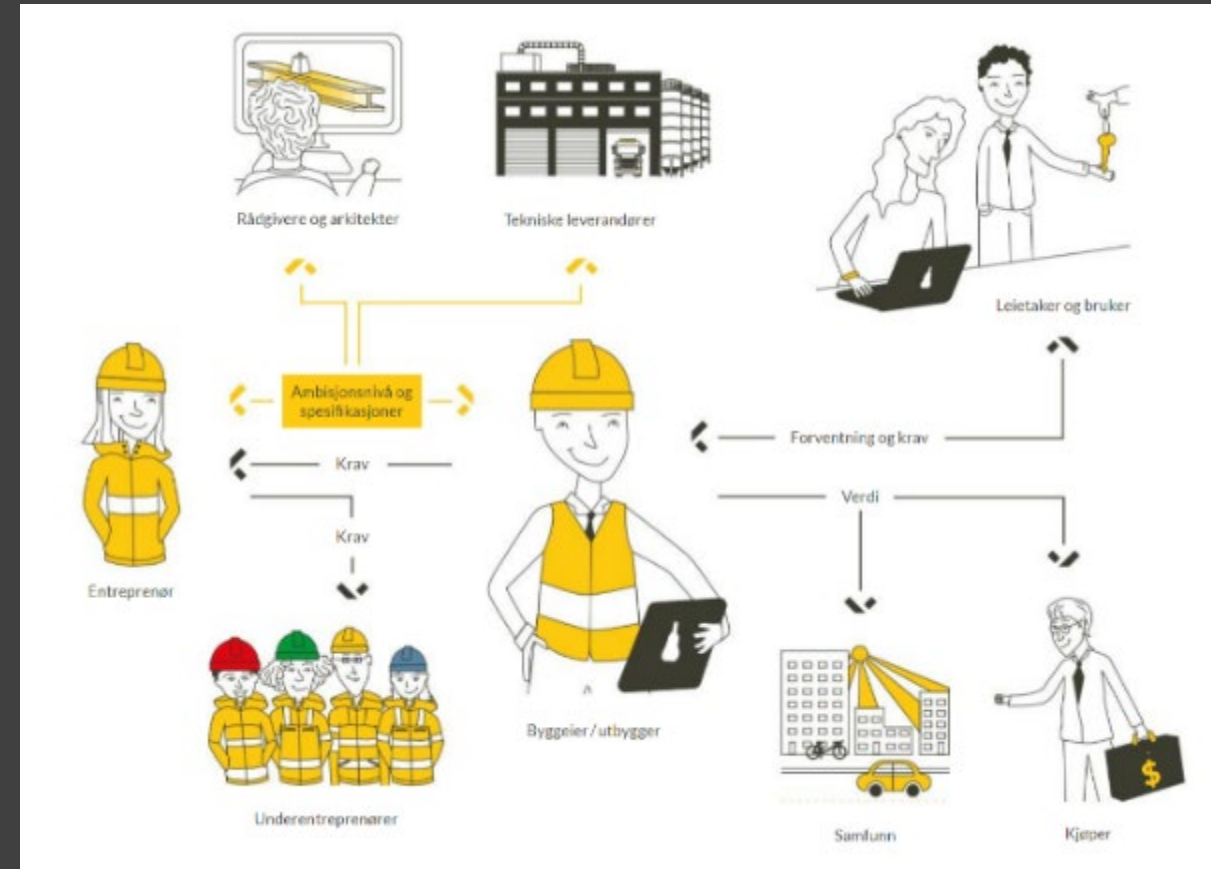 Rådgivere og arkitekter
Tekniske leverandører
Leietaker og bruker
Ambisjonsnivå og
spesifikasjoner
Forventning og krav
Krav
Verdi
Krav
Entreprenør
Byggeier/utbygger
Underentreprenører
Samfunn
Kjøper
$